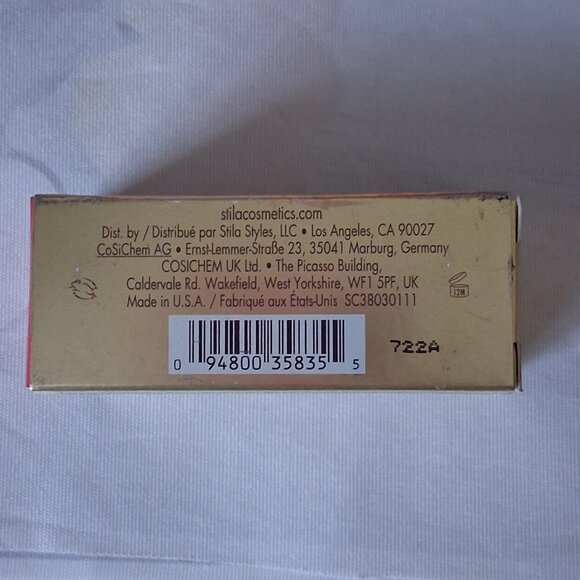 stilacosmetics.com
Dist. by / Distribué par Stila Styles, LLC • Los Angeles, CA 90027
CoSiChem AG • Ernst-Lemmer-Straße 23, 35041 Marburg, Germany
COSICHEM UK Ltd. • The Picasso Building,
Caldervale Rd. Wakefield, West Yorkshire, WF1 5PF, UK
Made in U.S.A. / Fabriqué aux États-Unis SC38030111
12M
0 94800 35835 5
722A